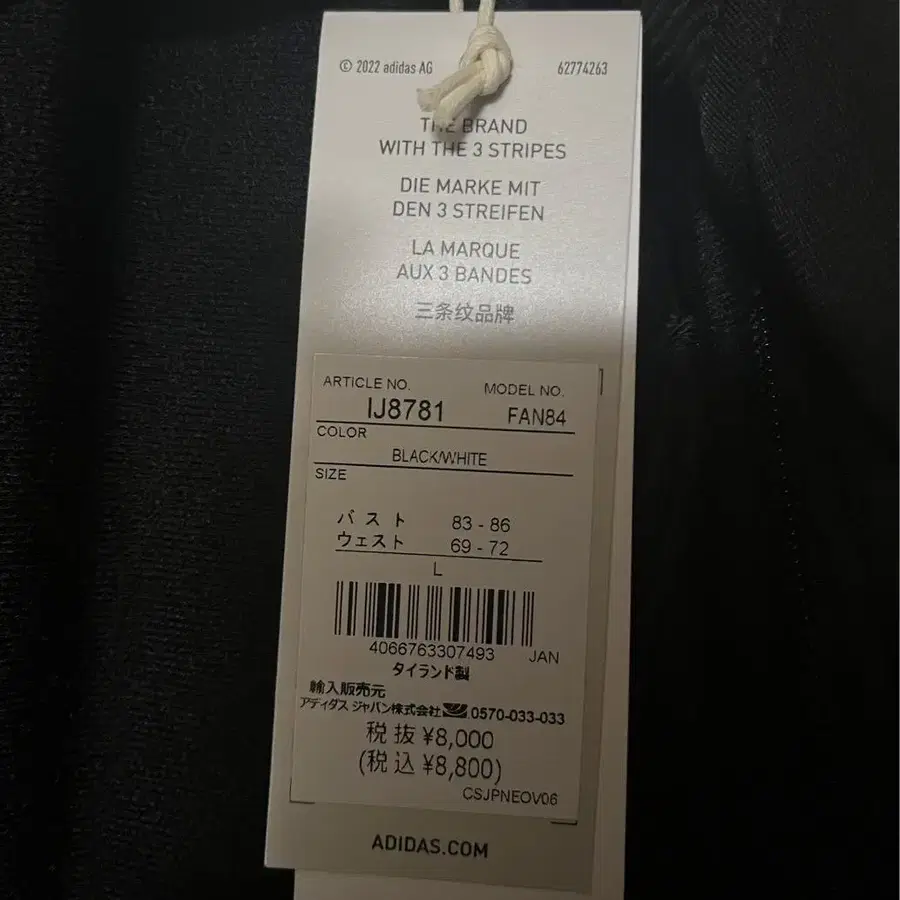 © 2022 adidas AG 62774263
THE BRAND
WITH THE 3 STRIPES
DIE MARKE MIT
DEN 3 STREIFEN
LA MARQUE
AUX 3 BANDES
三条纹品牌
ARTICLE NO. MODEL NO.
IJ8781 FAN84
COLOR
BLACK/WHITE
SIZE
バスト 83 - 86
ウェスト 69 - 72
L
4066763307493 JAN
タイランド製
輸入販売元
アディダス ジャパン株式会社 0570-033-033
税抜 ¥8,000
(税込 ¥8,800)
CSJPNEOV06
ADIDAS.COM